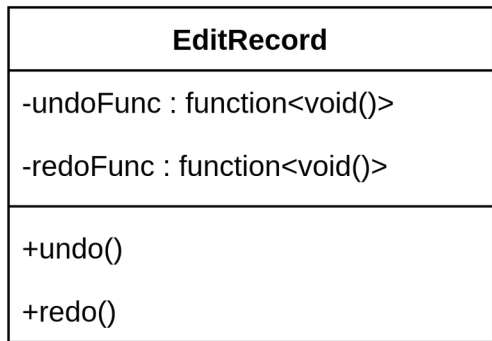 EditRecord
-undoFunc : function<void()>
-redoFunc : function<void()>
+undo()
+redo()